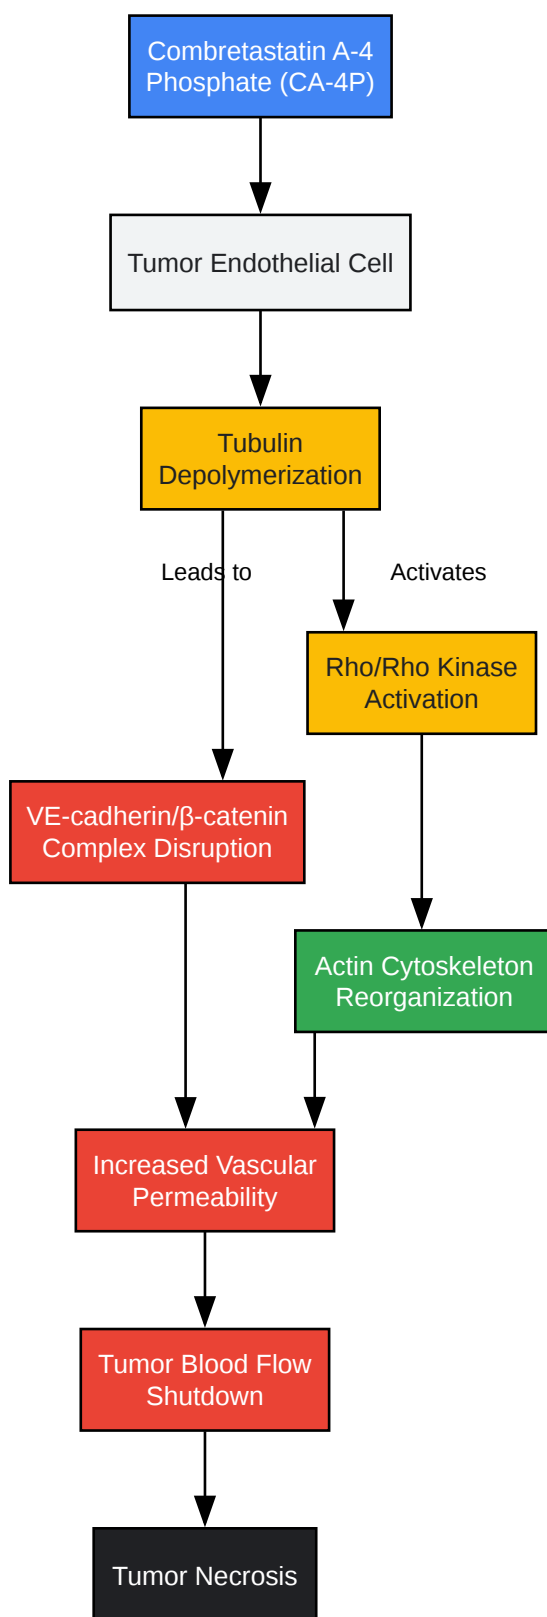 Combretastatin A-4
Phosphate (CA-4P)
Tumor Endothelial Cell
Tubulin
Depolymerization
Leads to
Activates
Rho/Rho Kinase
Activation
VE-cadherin/β-catenin
Complex Disruption
Actin Cytoskeleton
Reorganization
Increased Vascular
Permeability
Tumor Blood Flow
Shutdown
Tumor Necrosis